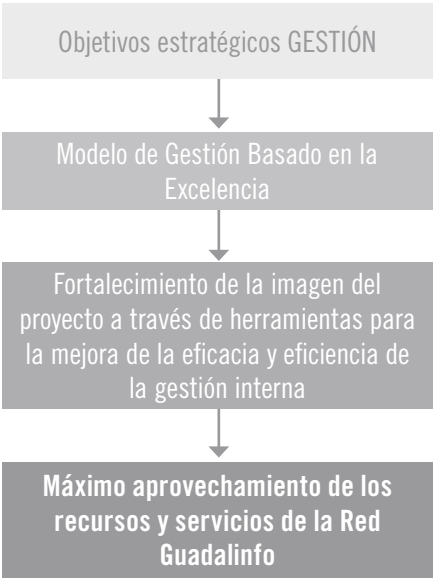 Objetivos estratégicos GESTIÓN
Modelo de Gestión Basado en la
Excelencia
Fortalecimiento de la imagen del
proyecto a través de herramientas para
la mejora de la eficacia y eficiencia de
la gestión interna
Máximo aprovechamiento de los
recursos y servicios de la Red
Guadalinfo